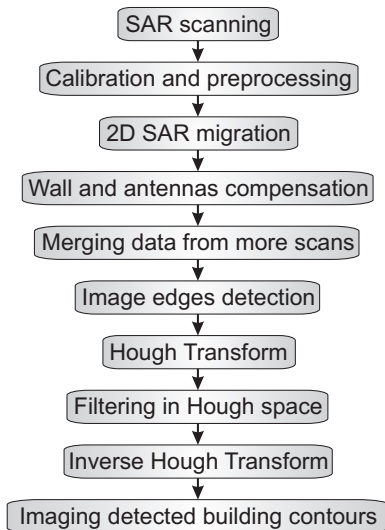 SAR scanning
Calibration and preprocessing
2D SAR migration
Wall and antennas compensation
Merging data from more scans
Image edges detection
Hough Transform
Filtering in Hough space
Inverse Hough Transform
Imaging detected building contours